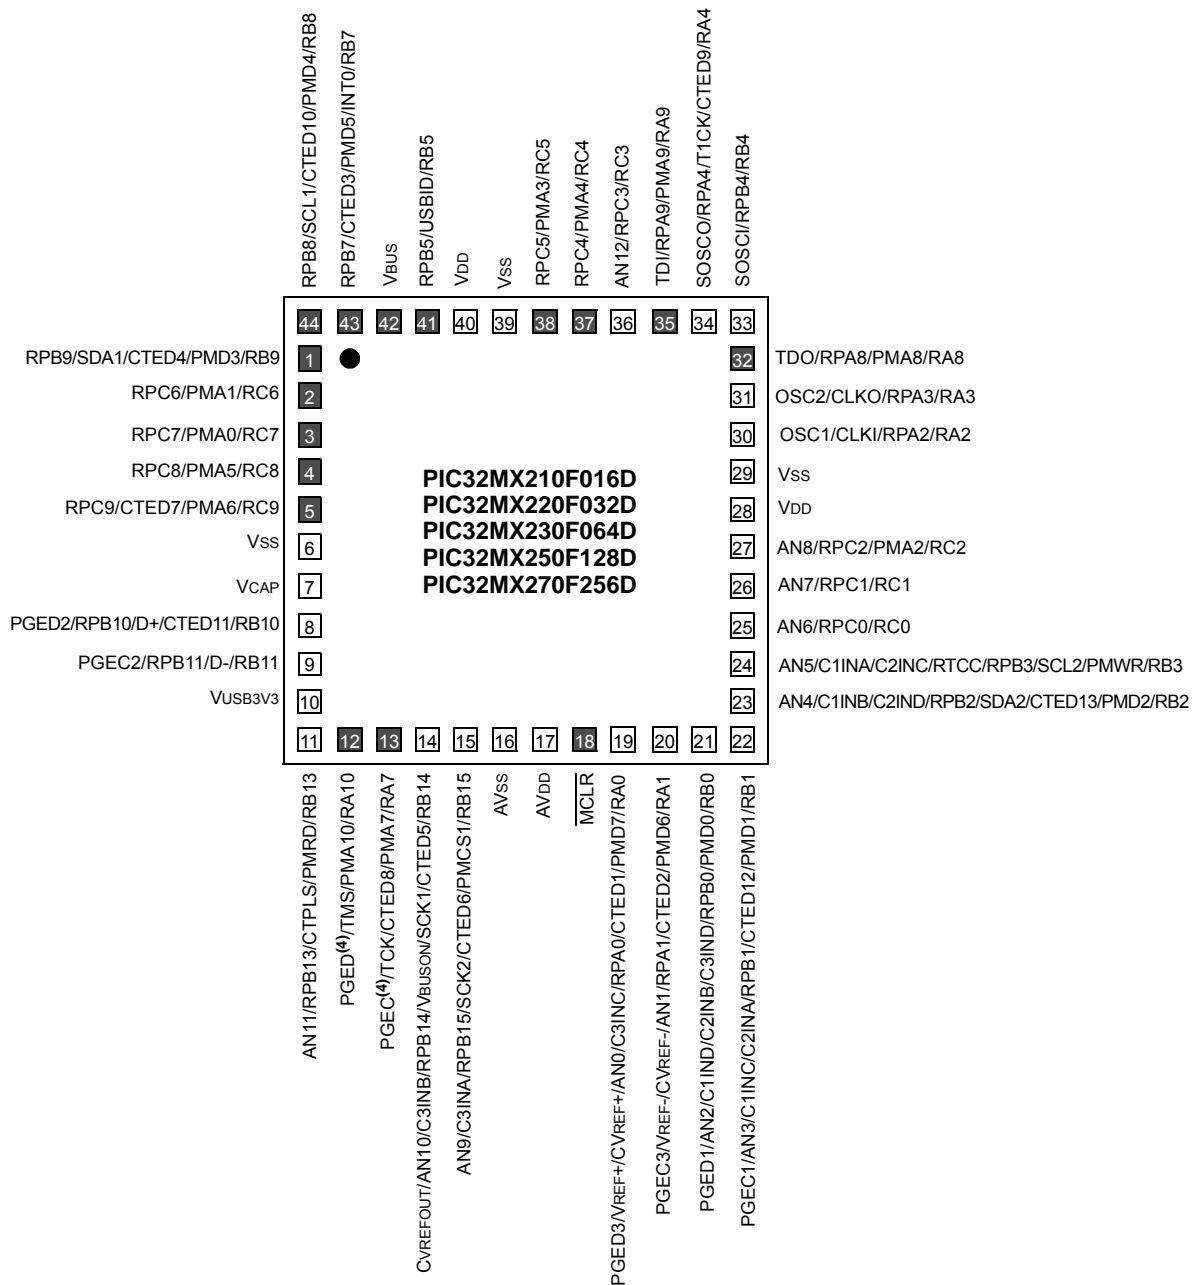 RPB8/SCL1/CTED10/PMD4/RB8
RPB7/CTED3/PMD5/INT0/RB7
VBUS
RPB5/USBID/RB5
VDD
VSS
RPC5/PMA3/RC5
RPC4/PMA4/RC4
AN12/RPC3/RC3
TDI/RPA9/PMA9/RA9
SOSCO/RPA4/T1CK/CTED9/RA4
SOSCI/RPB4/RB4
44 43 42 41 40 39 38 37 36 35 34 33
RPB9/SDA1/CTED4/PMD3/RB9 1
RPC6/PMA1/RC6 2
RPC7/PMA0/RC7 3
RPC8/PMA5/RC8 4
RPC9/CTED7/PMA6/RC9 5
VSS 6
VCAP 7
PGED2/RPB10/D+/CTED11/RB10 8
PGEC2/RPB11/D-/RB11 9
VUSB3V3 10
PIC32MX210F016D
PIC32MX220F032D
PIC32MX230F064D
PIC32MX250F128D
PIC32MX270F256D
32 TDO/RPA8/PMA8/RA8
31 OSC2/CLKO/RPA3/RA3
30 OSC1/CLKI/RPA2/RA2
29 VSS
28 VDD
27 AN8/RPC2/PMA2/RC2
26 AN7/RPC1/RC1
25 AN6/RPC0/RC0
24 AN5/C1INA/C2INC/RTCC/RPB3/SCL2/PMWR/RB3
23 AN4/C1INB/C2IND/RPB2/SDA2/CTED13/PMD2/RB2
11 12 13 14 15 16 17 18 19 20 21 22
AN11/RPB13/CTPLS/PMRD/RB13
PGED(4)/TMS/PMA10/RA10
PGEC(4)/TCK/CTED8/PMA7/RA7
CVREFOUT/AN10/C3INB/RPB14/VBUSON/SCK1/CTED5/RB14
AN9/C3INA/RPB15/SCK2/CTED6/PMCS1/RB15
AVSS
AVDD
MCLR
PGED3/VREF+/CVREF+/AN0/C3INC/RPA0/CTED1/PMD7/RA0
PGEC3/VREF-/CVREF-/AN1/RPA1/CTED2/PMD6/RA1
PGED1/AN2/C1IND/C2INB/C3IND/RPB0/PMD0/RB0
PGEC1/AN3/C1INC/C2INA/RPB1/CTED12/PMD1/RB1